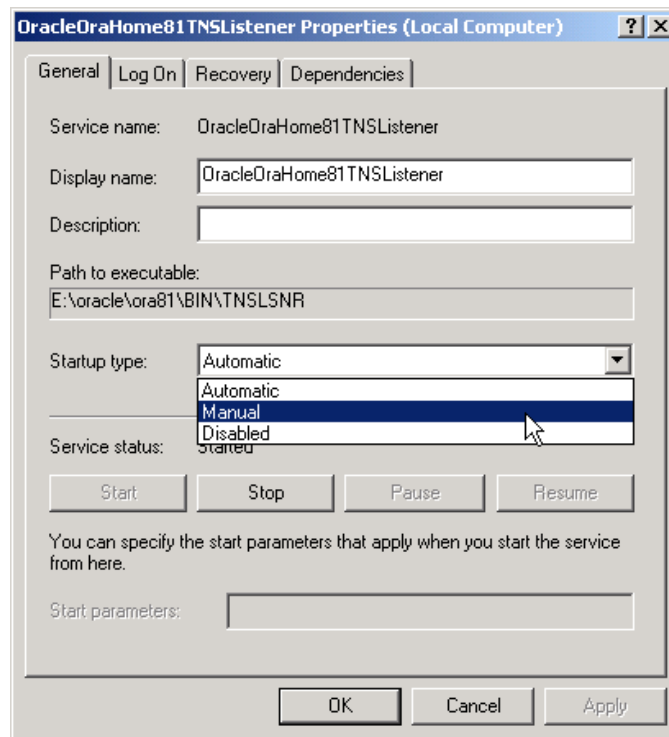 OracleOraHome81TNSListener Properties (Local Computer)
General Log On Recovery Dependencies
Service name: OracleOraHome81TNSListener
Display name: OracleOraHome81TNSListener
Description:
Path to executable:
E:\oracle\ora81\BIN\TNSLSNR
Startup type: Automatic
Automatic
Manual
Disabled
Service status: Started
Start Stop Pause Resume
You can specify the start parameters that apply when you start the service
from here.
Start parameters:
OK Cancel Apply